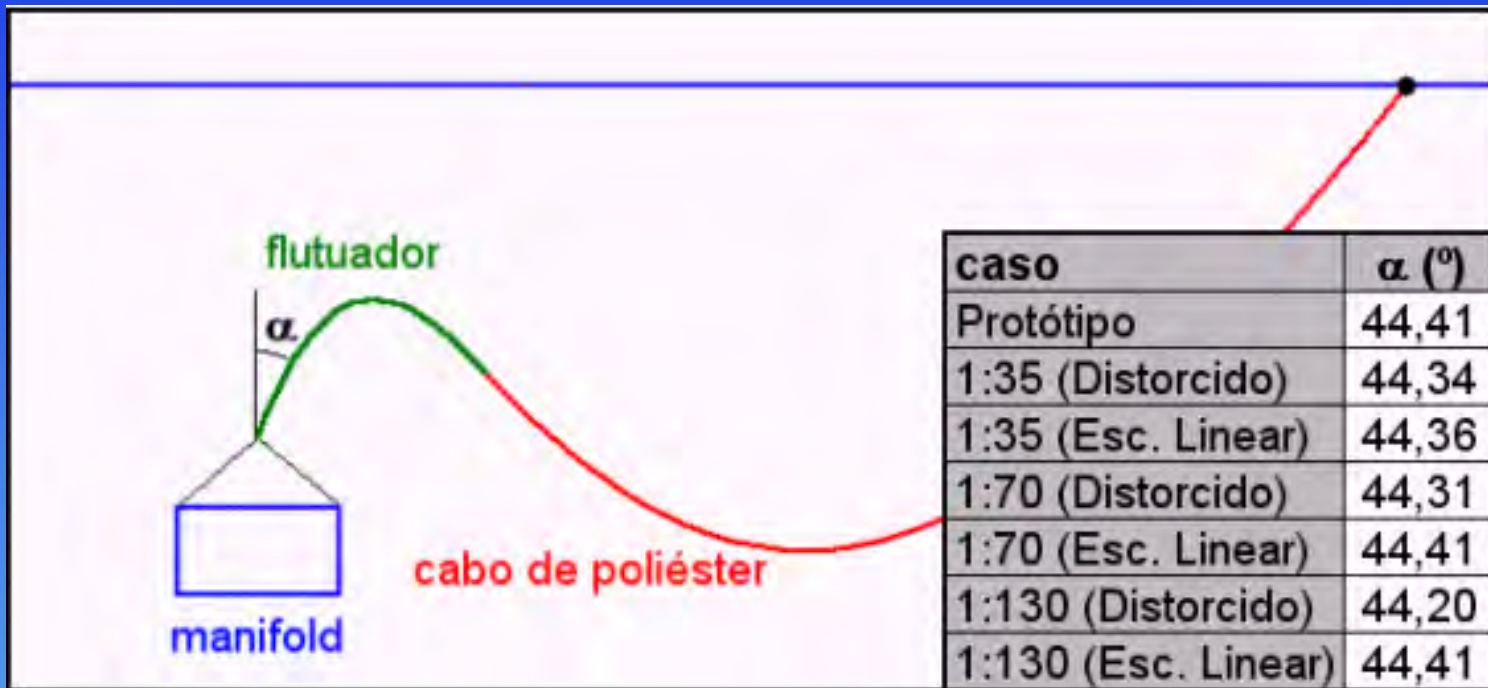 flutuador
α
cabo de poliéster
manifold
caso α (º)
Protótipo 44,41
1:35 (Distorcido) 44,34
1:35 (Esc. Linear) 44,36
1:70 (Distorcido) 44,31
1:70 (Esc. Linear) 44,41
1:130 (Distorcido) 44,20
1:130 (Esc. Linear) 44,41